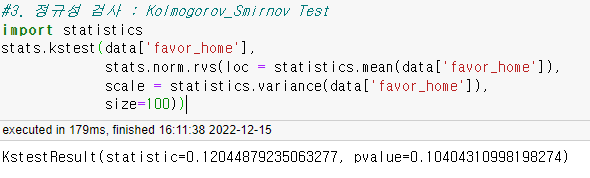 #3. 정규성 검사 : Kolmogorov_Smirnov Test
import statistics
stats.kstest(data['favor_home'],
stats.norm.rvs(loc = statistics.mean(data['favor_home']),
scale = statistics.variance(data['favor_home']),
size=100))
executed in 179ms, finished 16:11:38 2022-12-15
KstestResult(statistic=0.12044879235063277, pvalue=0.10404310998198274)